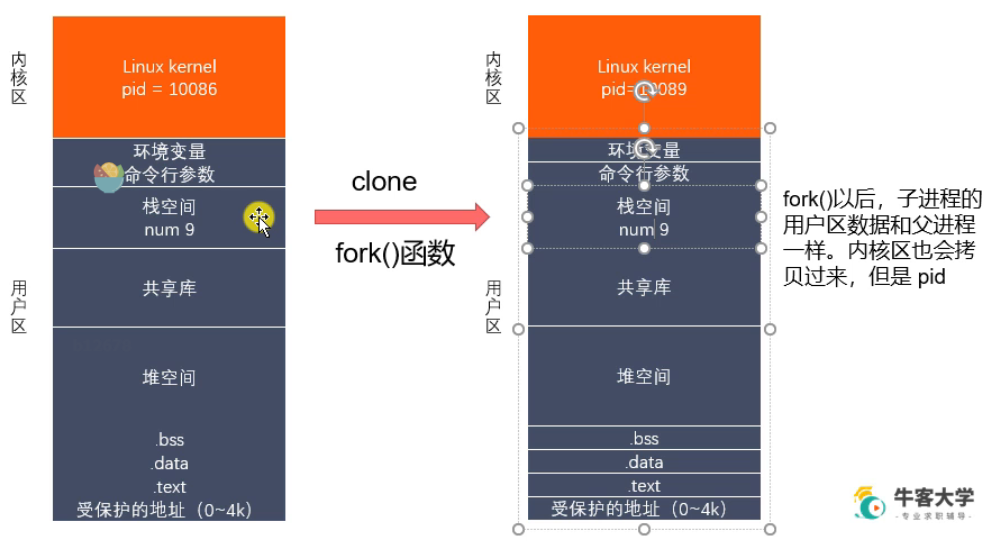 内核区
Linux kernel
pid = 10086
用户区
环境变量
命令行参数
栈空间
num 9
共享库
堆空间
.bss
.data
.text
受保护的地址（0~4k）
clone
fork()函数
内核区
Linux kernel
pid=10089
用户区
环境变量
命令行参数
栈空间
num 9
共享库
堆空间
.bss
.data
.text
受保护的地址（0~4k）
fork()以后，子进程的
用户区数据和父进程
一样。内核区也会拷
贝过来，但是 pid
牛客大学
- 专业求职辅导 -